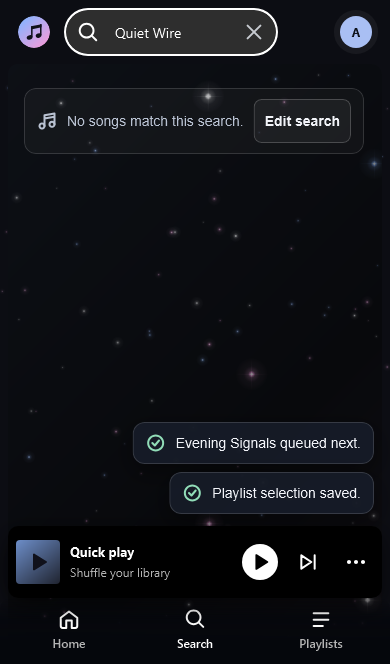 Quiet Wire
A
No songs match this search.
Edit search
Evening Signals queued next.
Playlist selection saved.
Quick play
Shuffle your library
Home
Search
Playlists